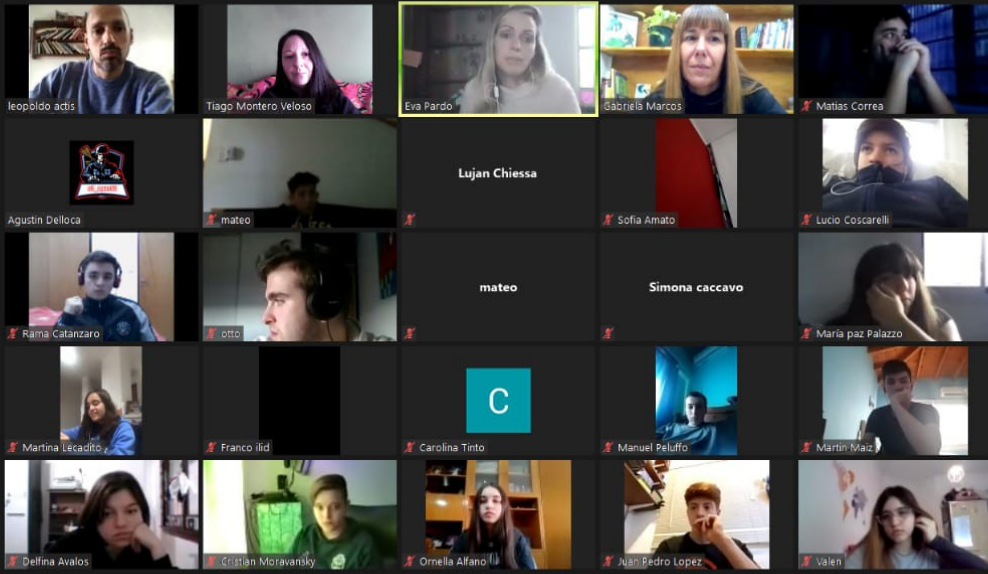 leopoldo actis
Tiago Montero Veloso
Eva Pardo
Gabriela Marcos
Matias Correa
Agustin Delloca
mateo
Lujan Chiessa
Sofia Amato
Lucio Coscarelli
Rama Catanzaro
otto
mateo
Simona caccavo
María paz Palazzo
Martina Lecadito
Franco ilid
C
Carolina Tinto
Manuel Peluffo
Martin Maiz
Delfina Avalos
Cristian Moravansky
Ornella Alfano
Juan Pedro Lopez
Valen